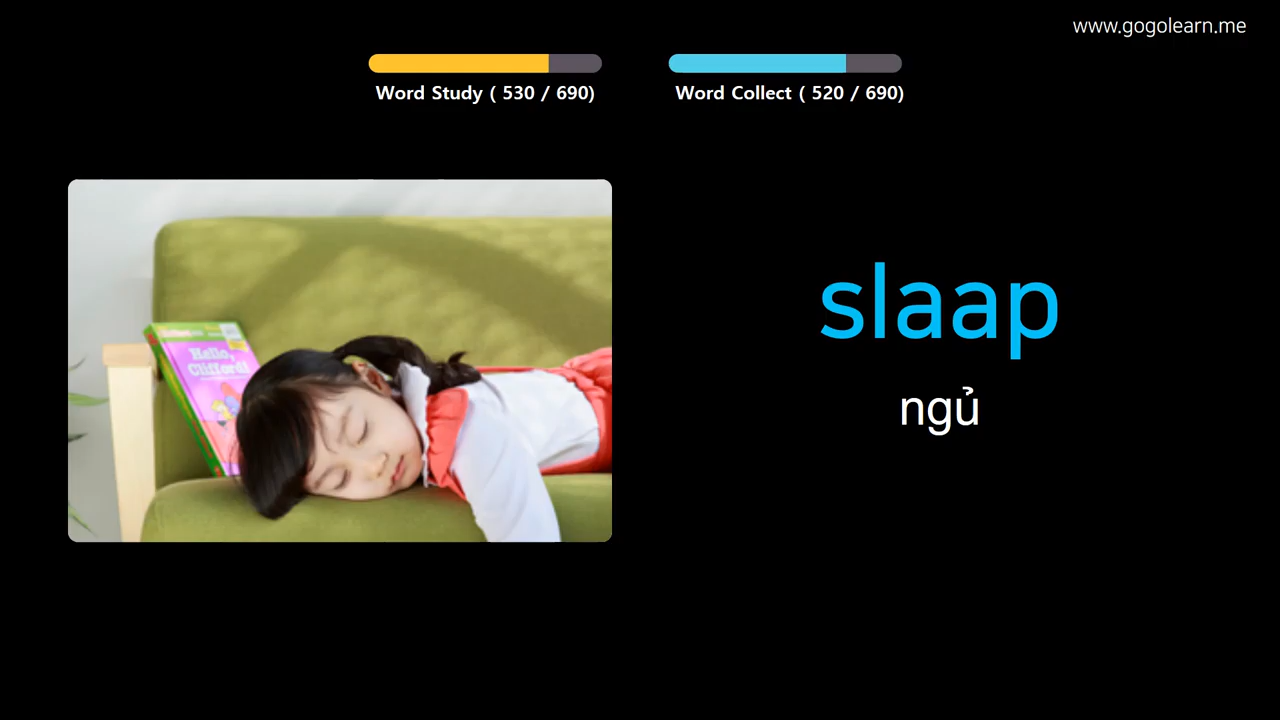 www.gogolearn.me
Word Study ( 530 / 690)
Word Collect ( 520 / 690)
Hello,
Clifford!
slaap
ngủ